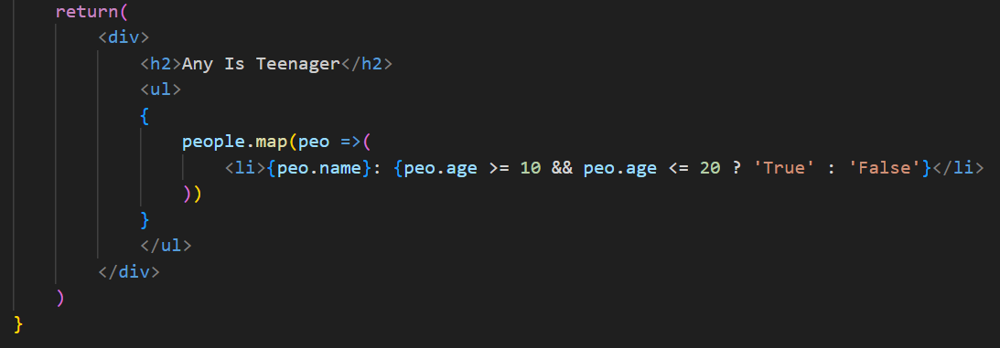 return(
<div>
<h2>Any Is Teenager</h2>
<ul>
{
people.map(peo =>(
<li>{peo.name}: {peo.age >= 10 && peo.age <= 20 ? 'True' : 'False'}</li>
))
}
</ul>
</div>
)
}